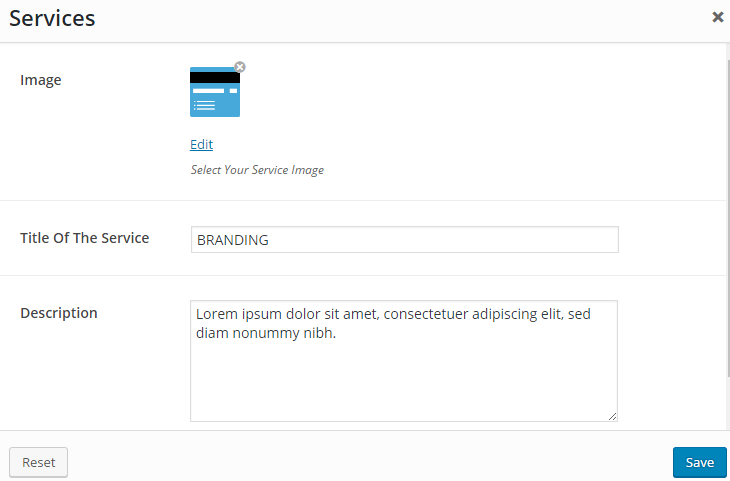 Services
Image
Edit
Select Your Service Image
Title Of The Service
BRANDING
Description
Lorem ipsum dolor sit amet, consectetuer adipiscing elit, sed
diam nonummy nibh.
Reset
Save